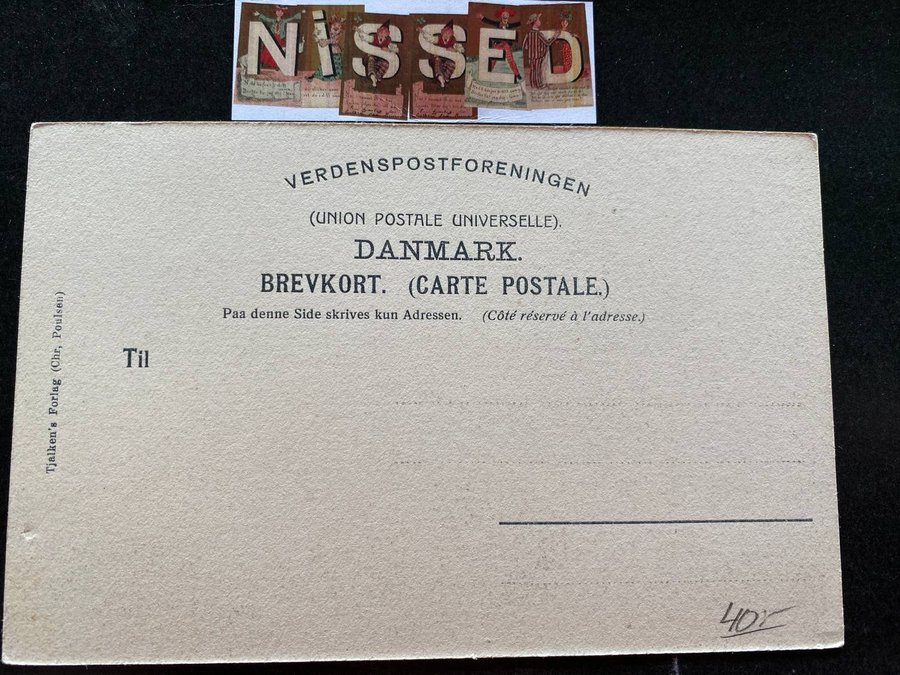 NiSSED
VERDENSPOSTFORENINGEN
(UNION POSTALE UNIVERSELLE).
DANMARK.
BREVKORT. (CARTE POSTALE.)
Paa denne Side skrives kun Adressen. (Côté réservé à l'adresse.)
Til
Tjalken's Forlag (Chr, Poulsen)
40,-